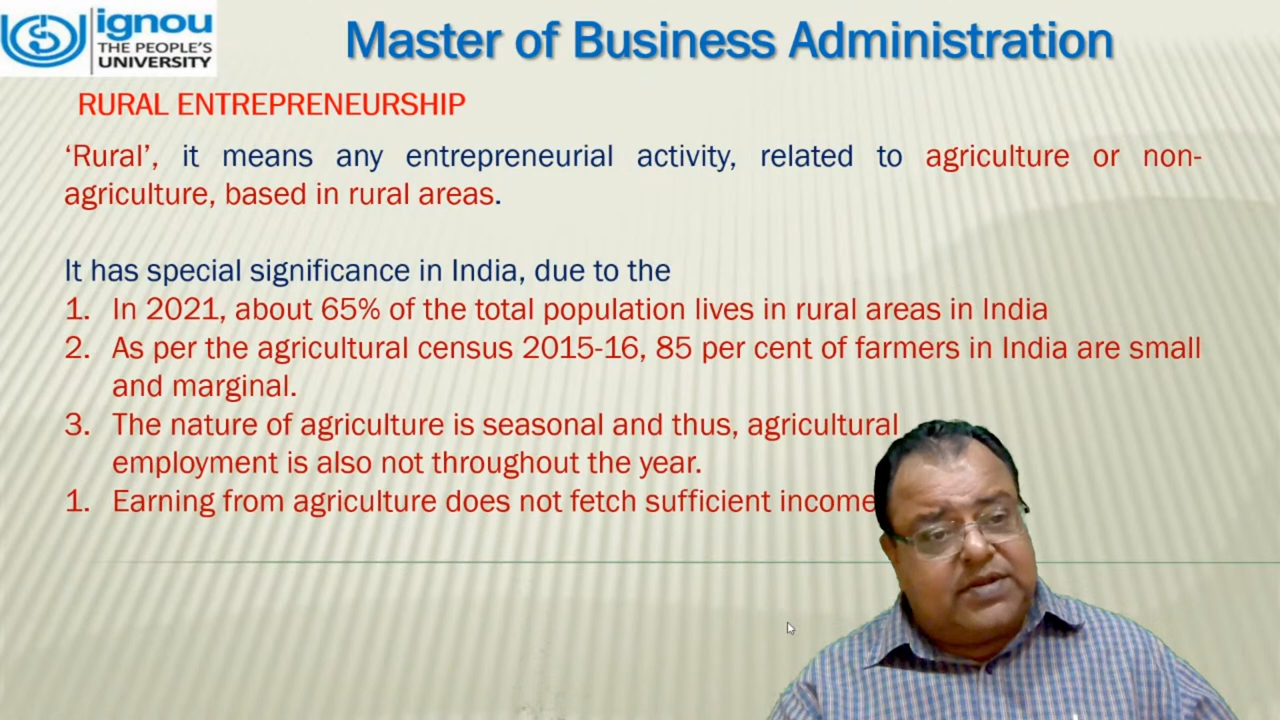 ignou
THE PEOPLE'S
UNIVERSITY
Master of Business Administration
RURAL ENTREPRENEURSHIP
‘Rural’, it means any entrepreneurial activity, related to agriculture or non-
agriculture, based in rural areas.
It has special significance in India, due to the
1. In 2021, about 65% of the total population lives in rural areas in India
2. As per the agricultural census 2015-16, 85 per cent of farmers in India are small
and marginal.
3. The nature of agriculture is seasonal and thus, agricultural
employment is also not throughout the year.
1. Earning from agriculture does not fetch sufficient income